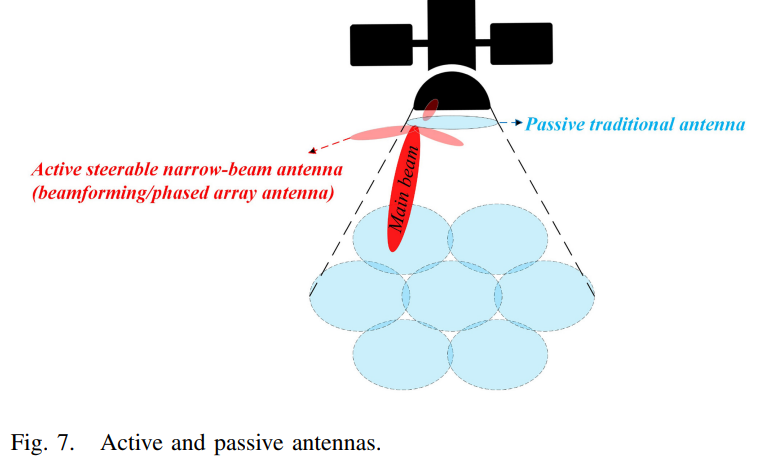 Passive traditional antenna
Active steerable narrow-beam antenna
(beamforming/phased array antenna)
Main beam
Fig. 7. Active and passive antennas.